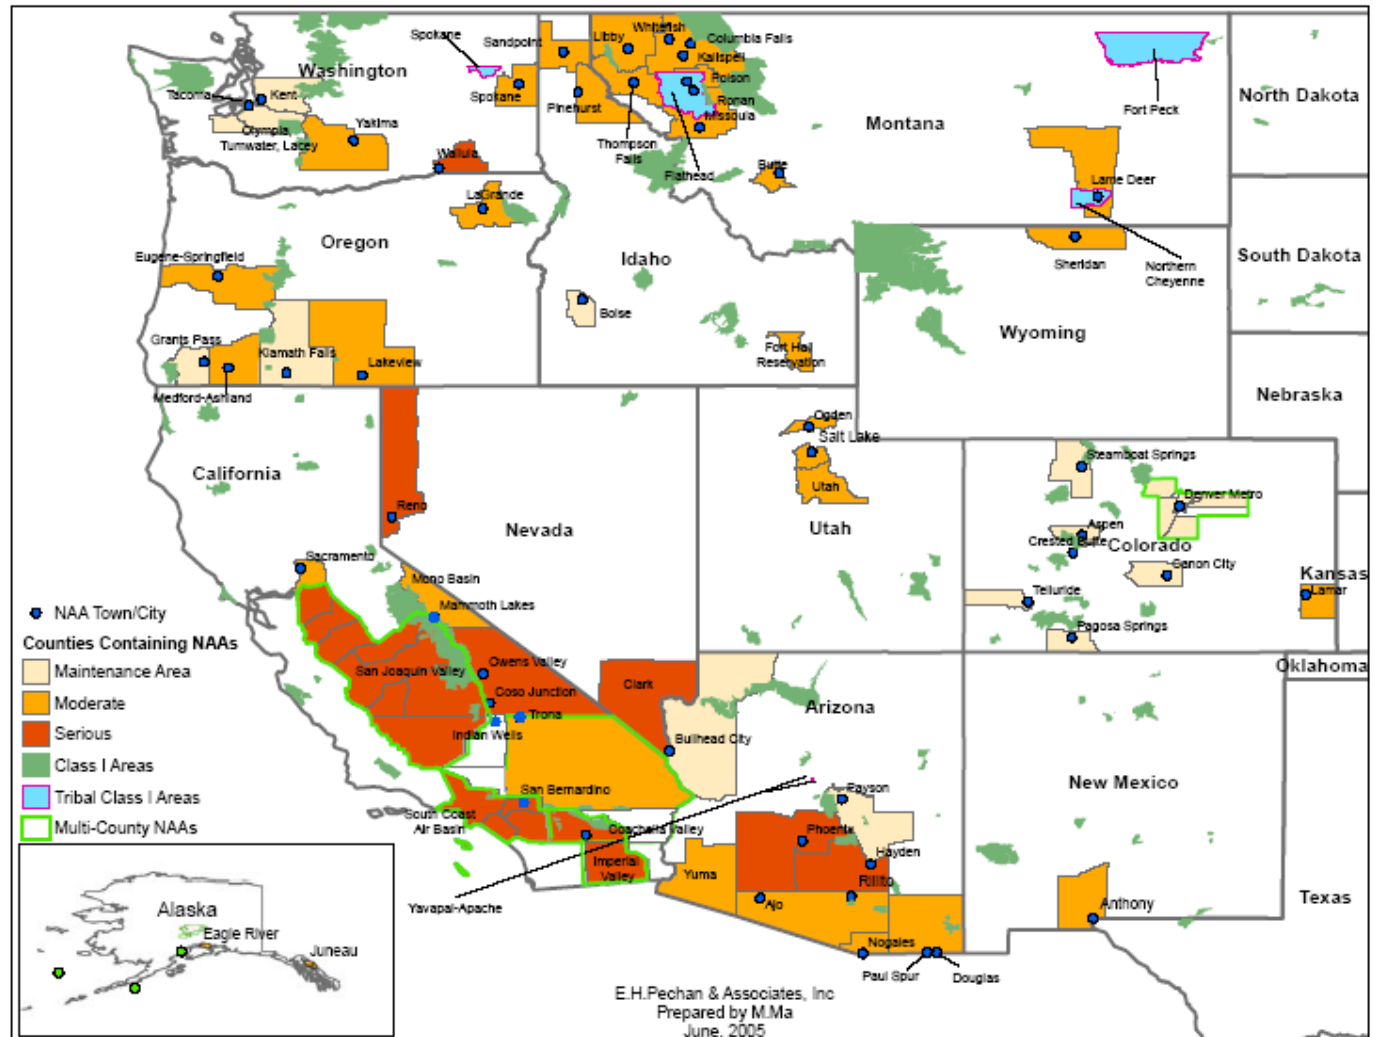 Spokane
Sandpoint
Libby
Whitefish
Columbia Falls
Kalispell
Washington
Polson
Ronan
Tacoma
Kent
Spokane
Pinehurst
Missoula
Fort Peck
North Dakota
Olympia,
Tumwater, Lacey
Yakima
Montana
Thompson
Falls
Flathead
Wallula
Butte
Lame Deer
LaGrande
Oregon
Eugene-Springfield
Idaho
Sheridan
Northern
Cheyenne
South Dakota
Boise
Wyoming
Grants Pass
Klamath Falls
Lakeview
Fort Hall
Reservation
Medford-Ashland
Nebraska
Ogden
Salt Lake
California
Steamboat Springs
Utah
Denver Metro
Reno
Nevada
Utah
Aspen
Crested Butte
Colorado
Sacramento
Canon City
Kansas
Mono Basin
Lamar
Telluride
NAA Town/City
Mammoth Lakes
Pagosa Springs
Counties Containing NAAs
Maintenance Area
San Joaquin Valley
Owens Valley
Oklahoma
Moderate
Coso Junction
Clark
Serious
Trona
Indian Wells
Arizona
Bullhead City
Class I Areas
New Mexico
Tribal Class I Areas
San Bernardino
Payson
Multi-County NAAs
South Coast
Air Basin
Coachella Valley
Phoenix
Hayden
Imperial
Valley
Yuma
Rillito
Yavapai-Apache
Ajo
Texas
Anthony
Alaska
Eagle River
Juneau
Nogales
Paul Spur
Douglas
E.H.Pechan & Associates, Inc
Prepared by M.Ma
June, 2005